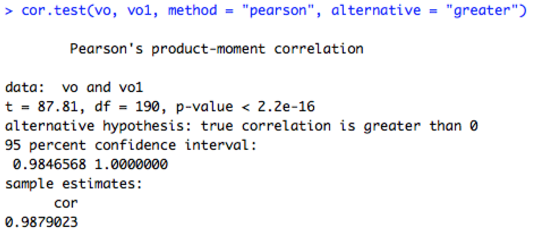 > cor.test(vo, vo1, method = "pearson", alternative = "greater")
Pearson's product-moment correlation
data:  vo and vo1
t = 87.81, df = 190, p-value < 2.2e-16
alternative hypothesis: true correlation is greater than 0
95 percent confidence interval:
0.9846568 1.0000000
sample estimates:
cor
0.9879023